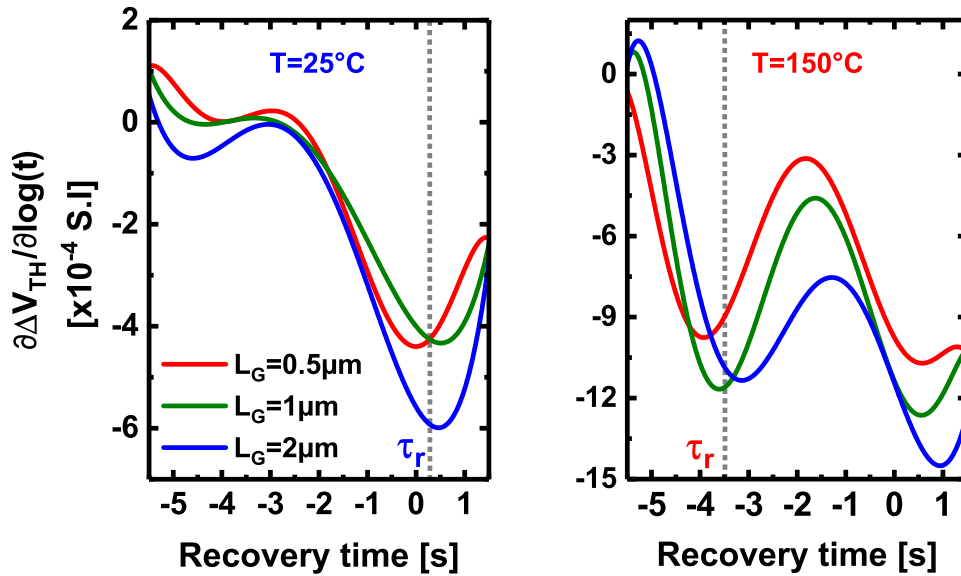 ∂ΔV_TH/∂log(t)
[x10⁻⁴ S.I]
2
0
-2
-4
-6
T=25°C
L_G=0.5μm
L_G=1μm
L_G=2μm
τ_r
-5 -4 -3 -2 -1 0 1
Recovery time [s]
0
-3
-6
-9
-12
-15
T=150°C
τ_r
-5 -4 -3 -2 -1 0 1
Recovery time [s]